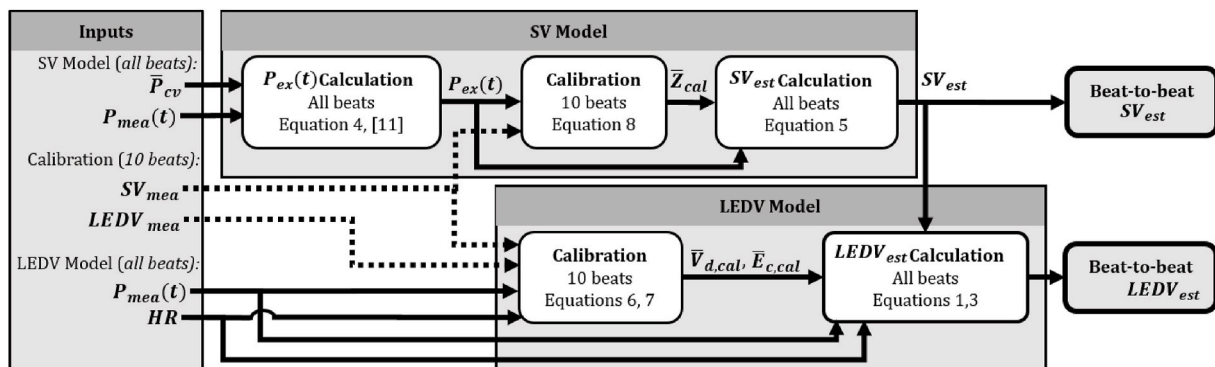 Inputs
SV Model (all beats):
P̅cv
Pmea(t)
Calibration (10 beats):
SVmea
LEDVmea
LEDV Model (all beats):
Pmea(t)
HR
SV Model
Pex(t) Calculation
All beats
Equation 4, [11]
Pex(t)
Calibration
10 beats
Equation 8
Z̅cal
SVest Calculation
All beats
Equation 5
SVest
Beat-to-beat
SVest
LEDV Model
Calibration
10 beats
Equations 6, 7
V̅d,cal, E̅c,cal
LEDVest Calculation
All beats
Equations 1,3
Beat-to-beat
LEDVest